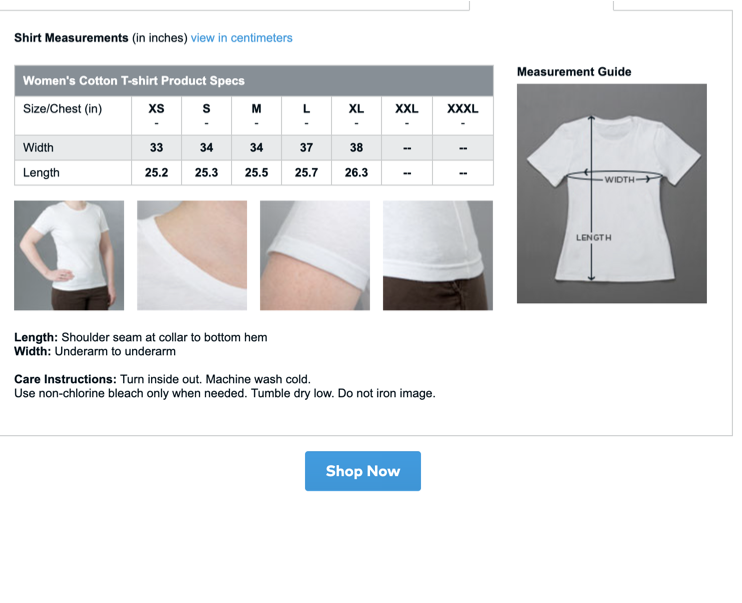 Shirt Measurements (in inches) view in centimeters
Measurement Guide
Women's Cotton T-shirt Product Specs
Size/Chest (in) XS S M L XL XXL XXXL
- - - - - - -
Width 33 34 34 37 38 -- --
Length 25.2 25.3 25.5 25.7 26.3 -- --
WIDTH
LENGTH
Length: Shoulder seam at collar to bottom hem
Width: Underarm to underarm
Care Instructions: Turn inside out. Machine wash cold.
Use non-chlorine bleach only when needed. Tumble dry low. Do not iron image.
Shop Now